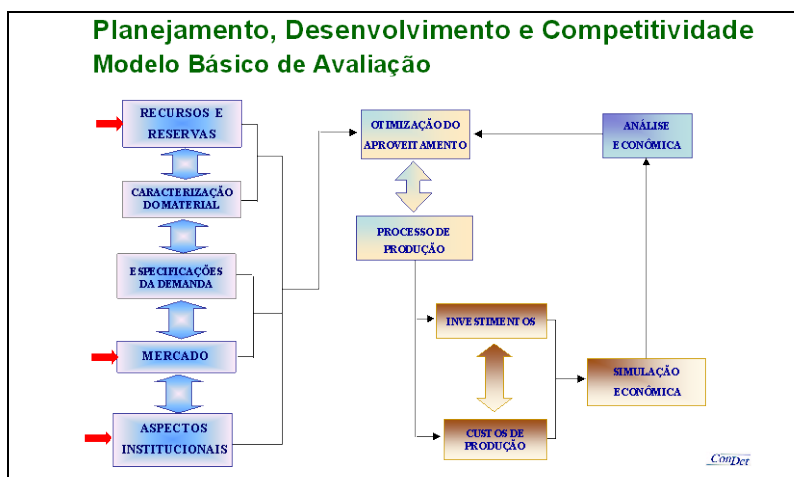 Planejamento, Desenvolvimento e Competitividade
Modelo Básico de Avaliação
RECURSOS E
RESERVAS
CARACTERIZAÇÃO
DO MATERIAL
ESPECIFICAÇÕES
DA DEMANDA
MERCADO
ASPECTOS
INSTITUCIONAIS
OTIMIZAÇÃO DO
APROVEITAMENTO
PROCESSO DE
PRODUÇÃO
INVESTIMENTOS
CUSTOS DE
PRODUÇÃO
ANÁLISE
ECONÔMICA
SIMULAÇÃO
ECONÔMICA
ConDet